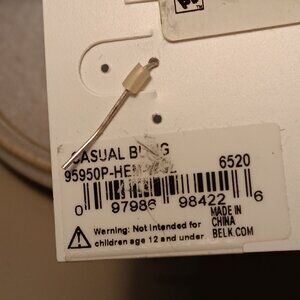 CASUAL
6520
0 97986 98422 6
MADE IN
CHINA
Warning: Not Intended for
children age 12 and under
BELK.COM